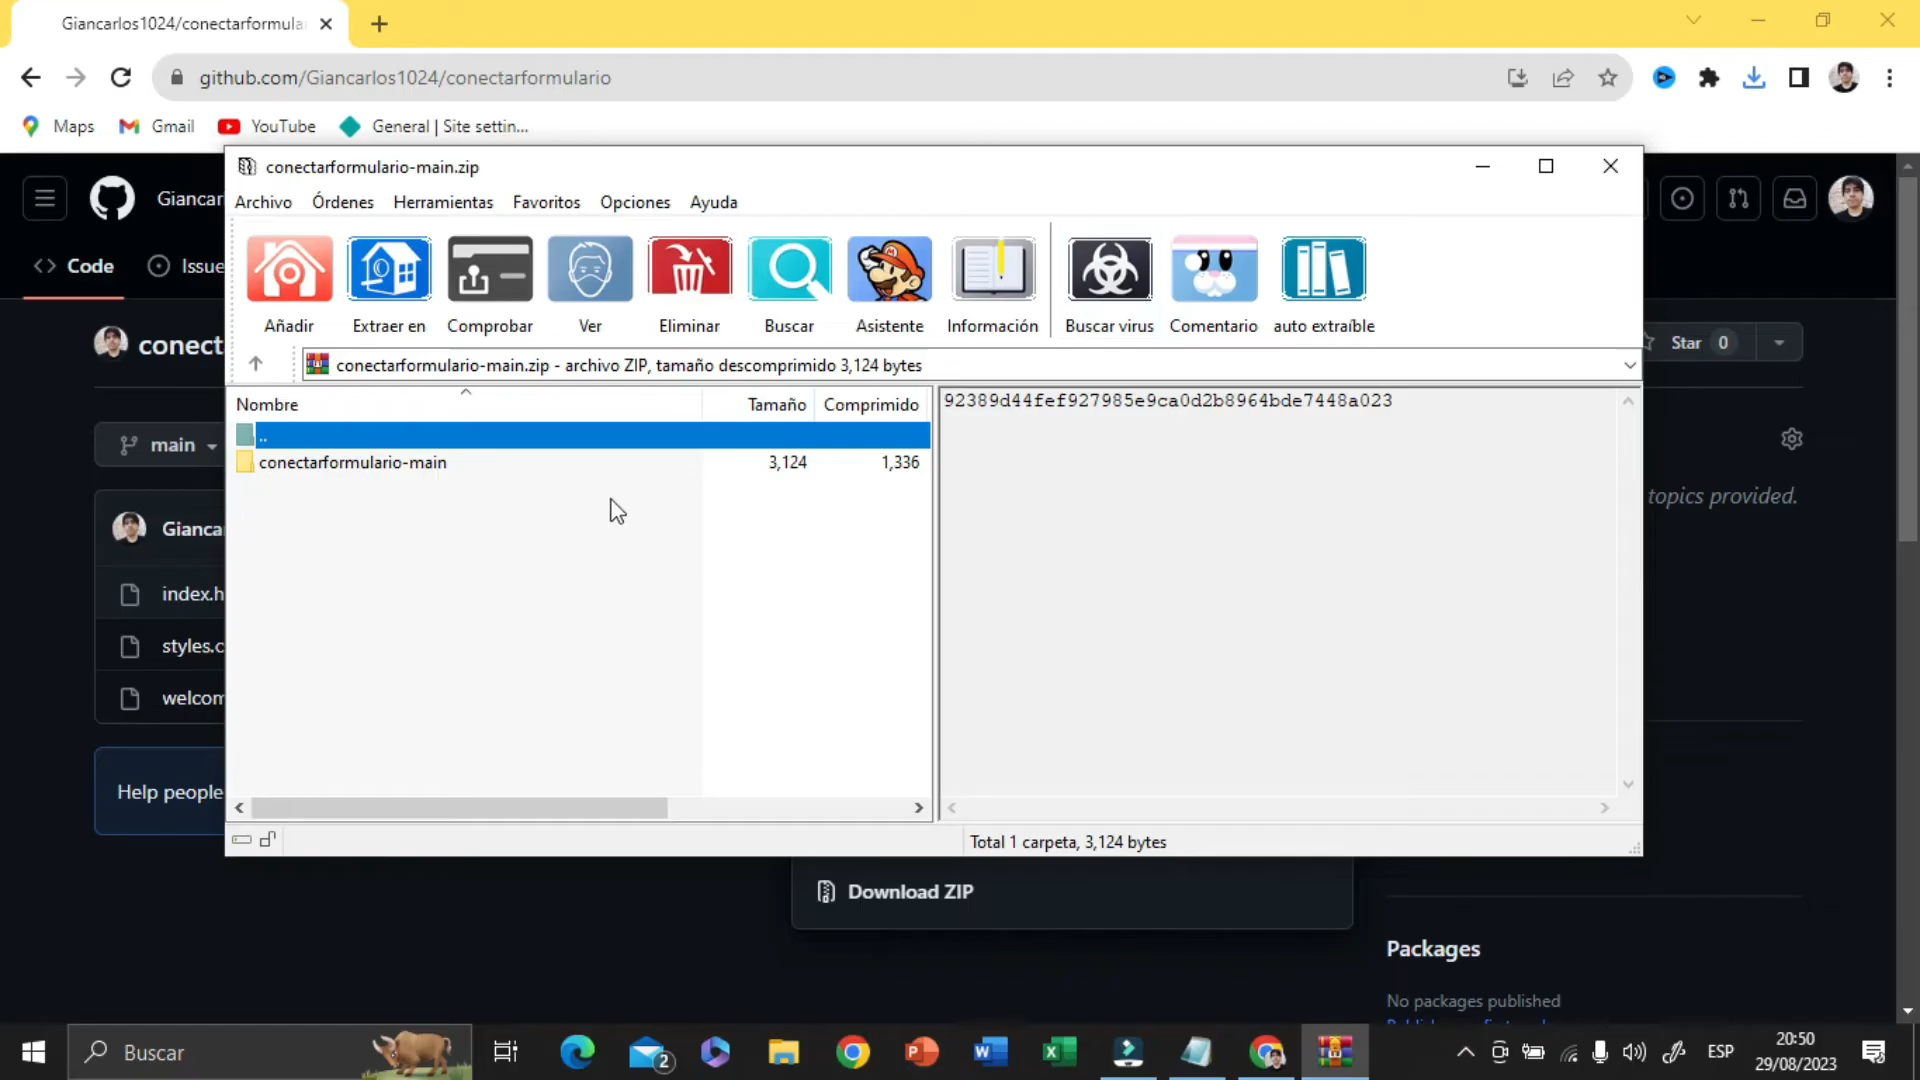 Giancarlos1024/conectarformula
github.com/Giancarlos1024/conectarformulario
Maps
Gmail
YouTube
General | Site settin...
conectarformulario-main.zip
Archivo Órdenes Herramientas Favoritos Opciones Ayuda
Añadir Extraer en Comprobar Ver Eliminar Buscar Asistente Información Buscar virus Comentario auto extraíble
conectarformulario-main.zip - archivo ZIP, tamaño descomprimido 3,124 bytes
Nombre Tamaño Comprimido
..
conectarformulario-main 3,124 1,336
92389d44fef927985e9ca0d2b8964bde7448a023
Total 1 carpeta, 3,124 bytes
Giancar
Code
Issue
conect
Star 0
main
topics provided.
Giancar
index.h
styles.c
welcom
Help people
Download ZIP
Packages
No packages published
Buscar
2
ESP
20:50
29/08/2023